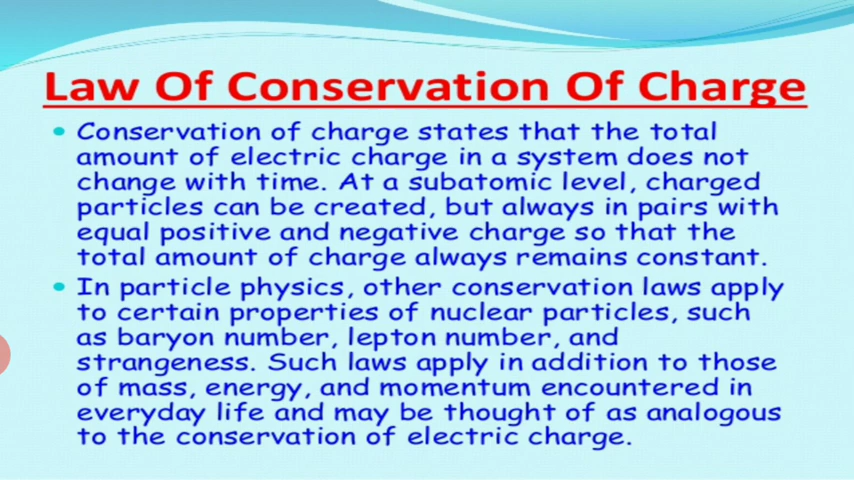 Law Of Conservation Of Charge
• Conservation of charge states that the total
amount of electric charge in a system does not
change with time. At a subatomic level, charged
particles can be created, but always in pairs with
equal positive and negative charge so that the
total amount of charge always remains constant.
• In particle physics, other conservation laws apply
to certain properties of nuclear particles, such
as baryon number, lepton number, and
strangeness. Such laws apply in addition to those
of mass, energy, and momentum encountered in
everyday life and may be thought of as analogous
to the conservation of electric charge.